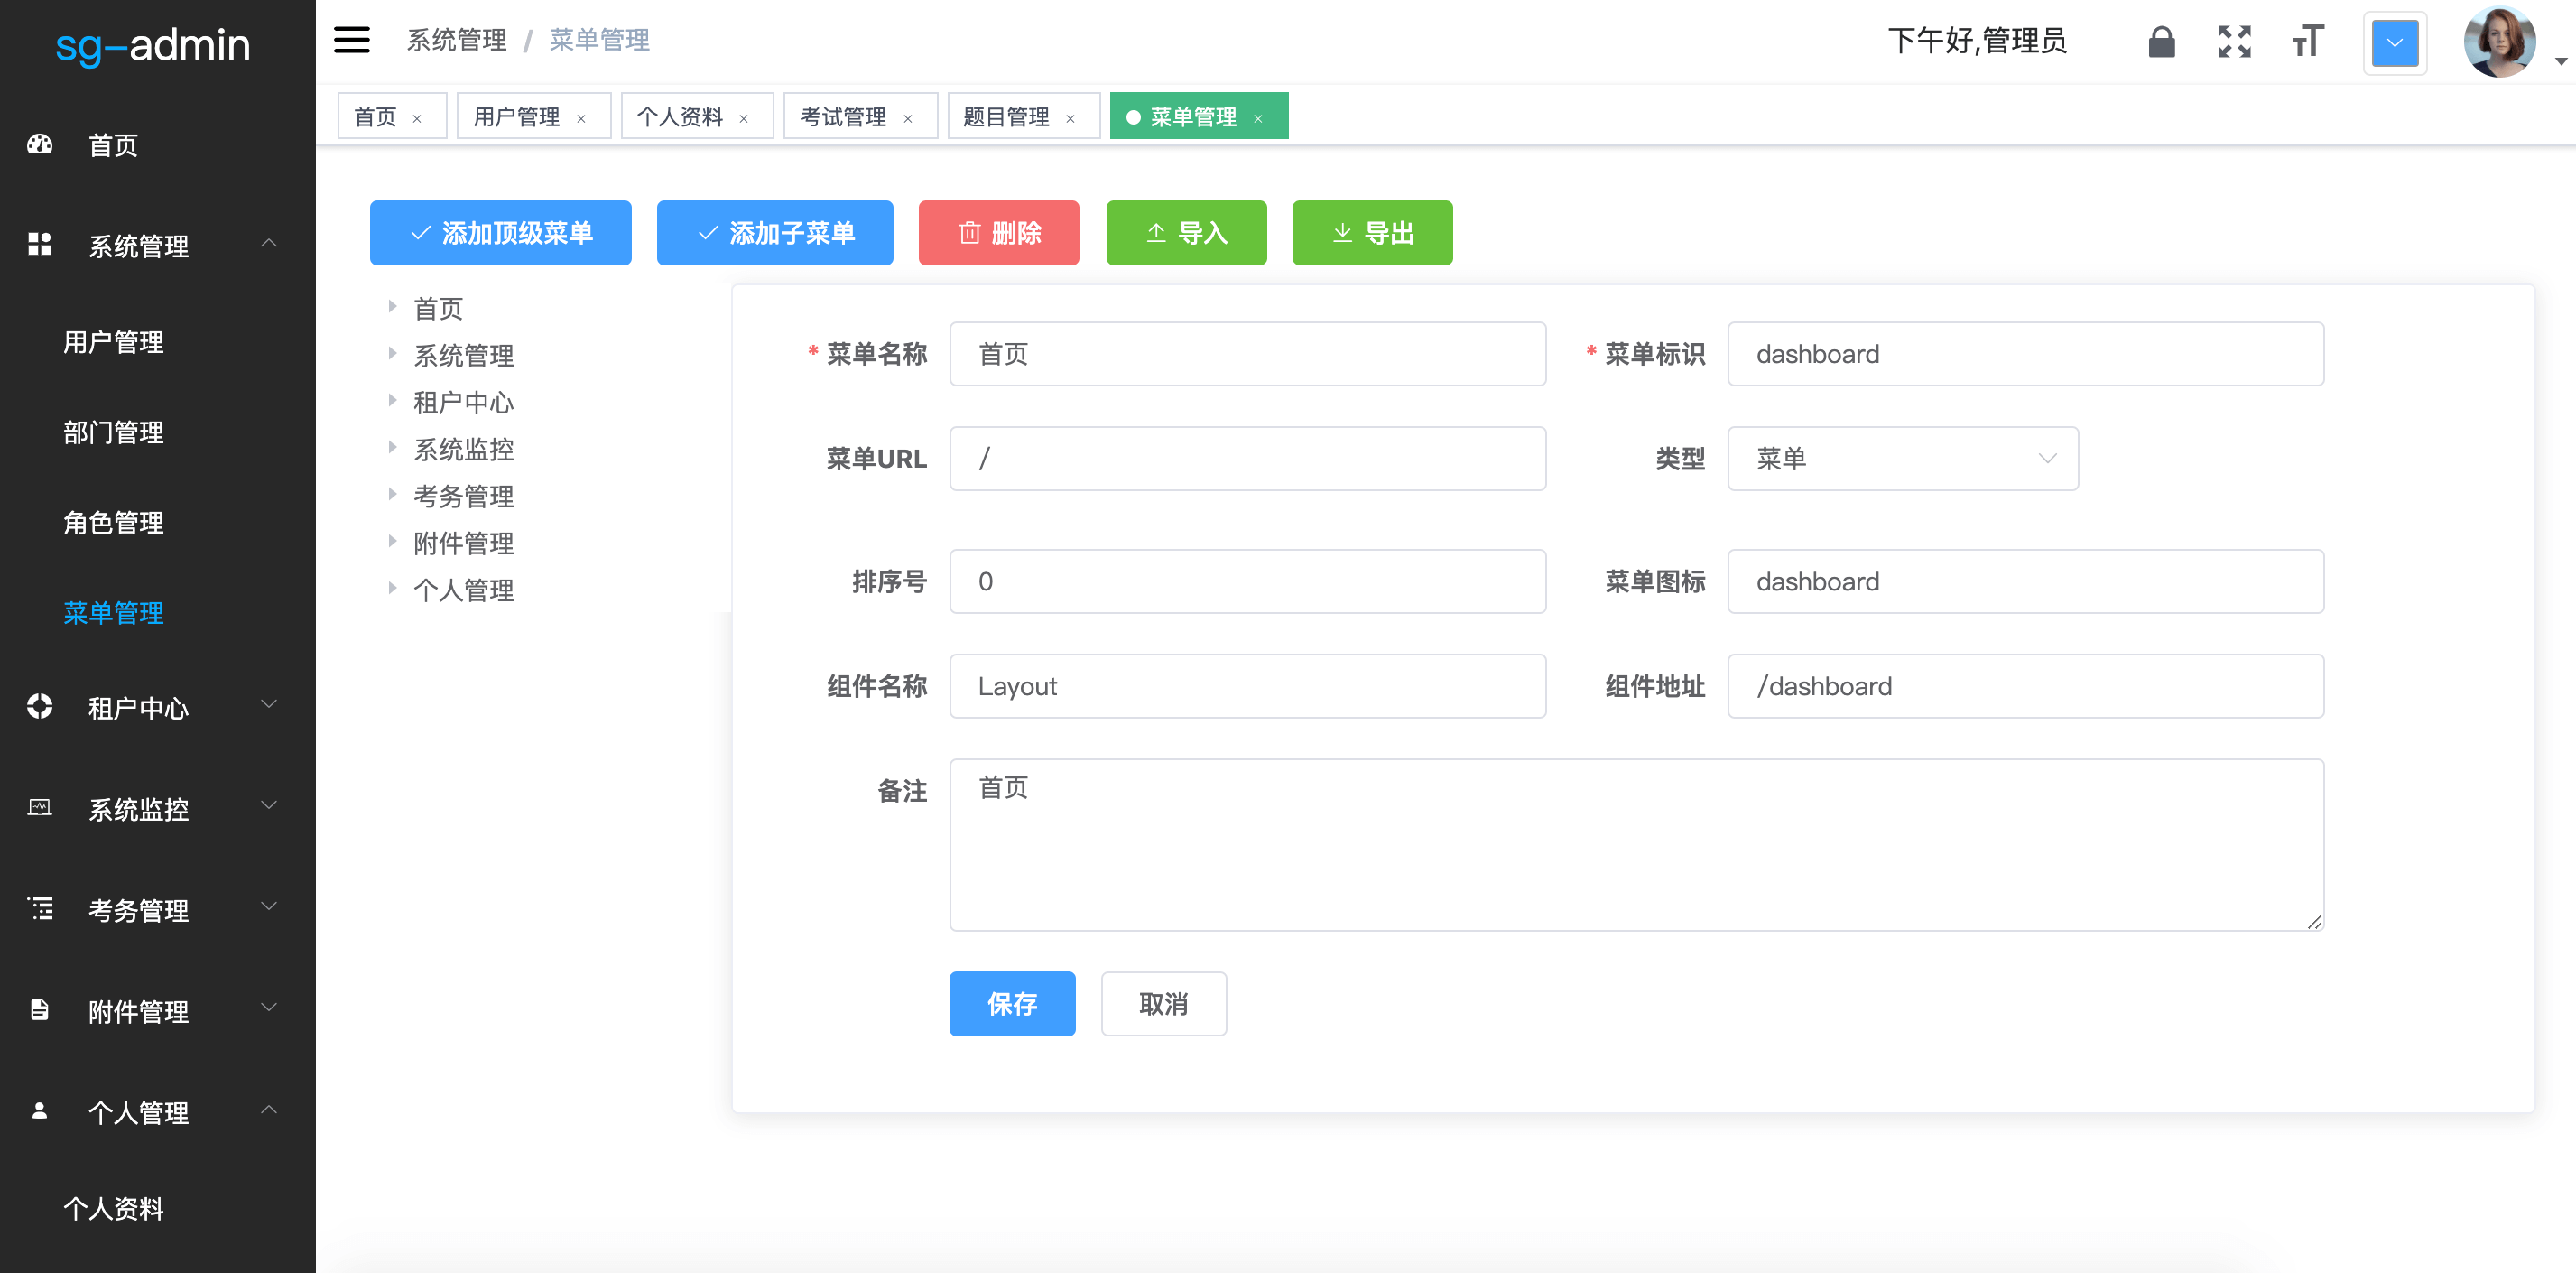 sg-admin
首页
系统管理
用户管理
部门管理
角色管理
菜单管理
租户中心
系统监控
考务管理
附件管理
个人管理
个人资料
系统管理 / 菜单管理
下午好,管理员
首页 × 用户管理 × 个人资料 × 考试管理 × 题目管理 × 菜单管理 ×
添加顶级菜单 添加子菜单 删除 导入 导出
首页
系统管理
租户中心
系统监控
考务管理
附件管理
个人管理
* 菜单名称 首页 * 菜单标识 dashboard
菜单URL / 类型 菜单
排序号 0 菜单图标 dashboard
组件名称 Layout 组件地址 /dashboard
备注 首页
保存 取消